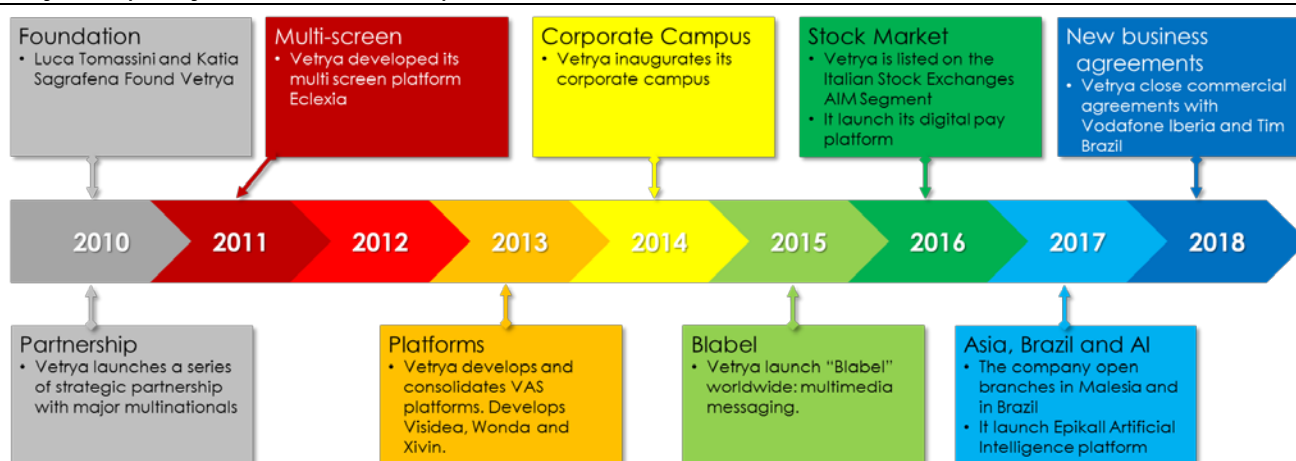 Foundation
• Luca Tomassini and Katia
Sagrafena Found Vetrya
Multi-screen
• Vetrya developed its
multi screen platform
Eclexia
Corporate Campus
• Vetrya inaugurates its
corporate campus
Stock Market
• Vetrya is listed on the
Italian Stock Exchanges
AIM Segment
• It launch its digital pay
platform
New business
agreements
• Vetrya close commercial
agreements with
Vodafone Iberia and Tim
Brazil
2010
2011
2012
2013
2014
2015
2016
2017
2018
Partnership
• Vetrya launches a series
of strategic partnership
with major multinationals
Platforms
• Vetrya develops and
consolidates VAS
platforms. Develops
Visidea, Wonda and
Xivin.
Blabel
• Vetrya launch “Blabel”
worldwide: multimedia
messaging.
Asia, Brazil and AI
• The company open
branches in Malesia and
in Brazil
• It launch Epikall Artificial
Intelligence platform